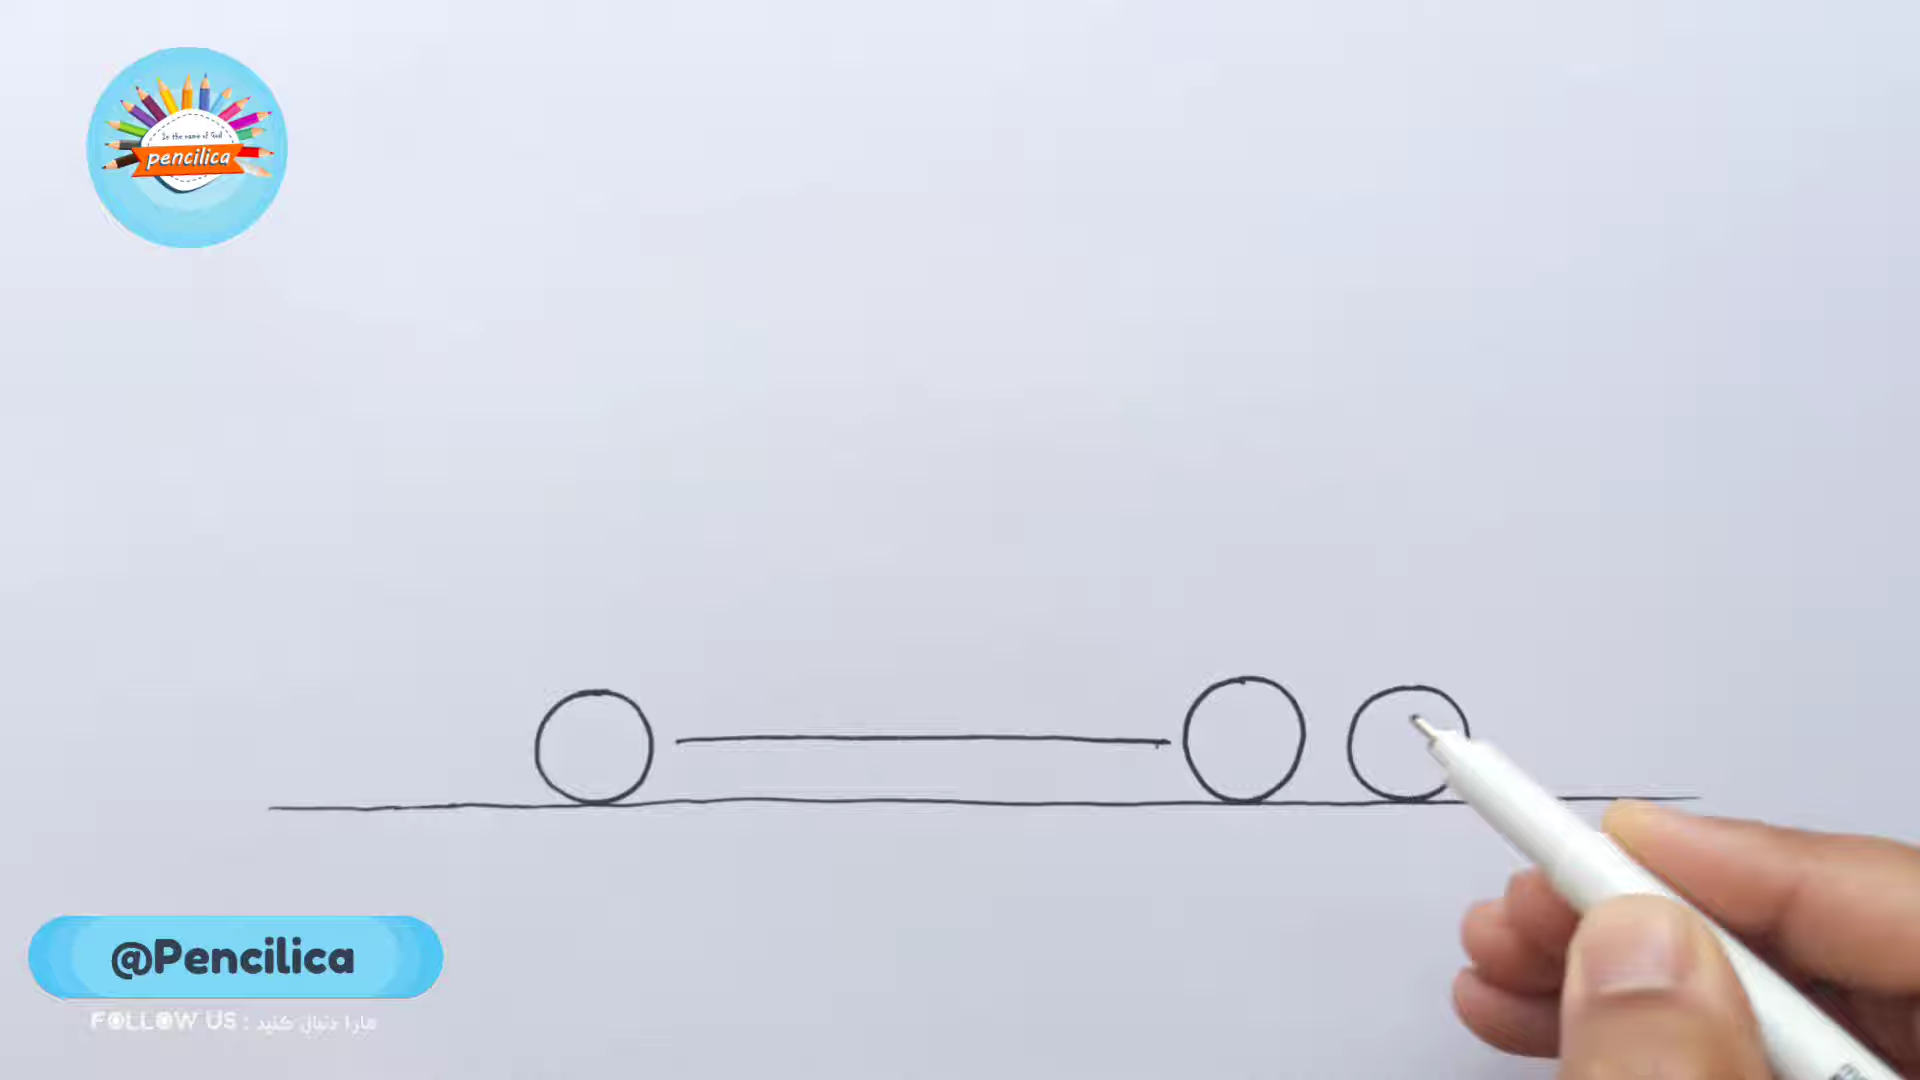 In the name of God
pencilica
@Pencilica
FOLLOW US : مارا دنبال کنید